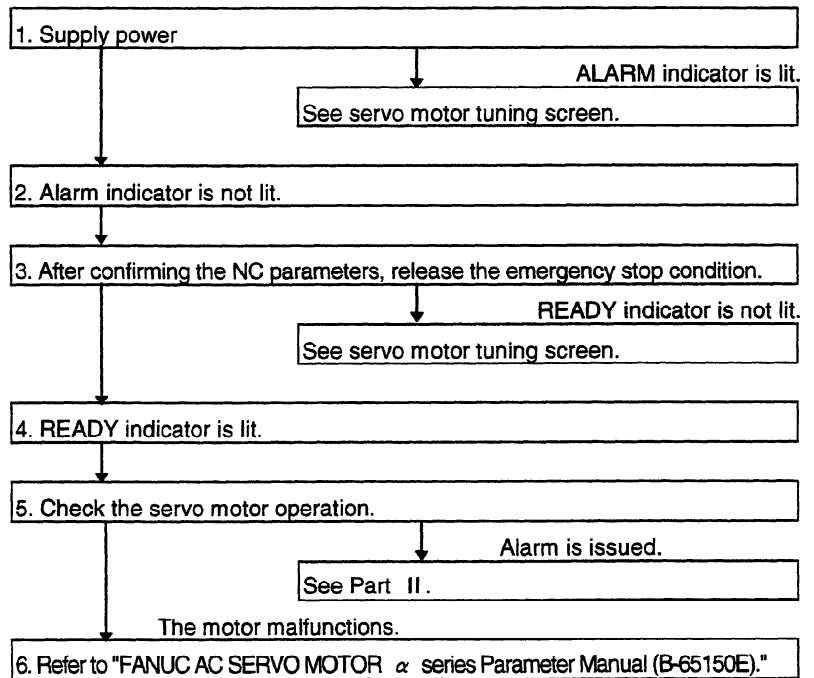 1. Supply power
ALARM indicator is lit.
See servo motor tuning screen.
2. Alarm indicator is not lit.
3. After confirming the NC parameters, release the emergency stop condition.
READY indicator is not lit.
See servo motor tuning screen.
4. READY indicator is lit.
5. Check the servo motor operation.
Alarm is issued.
See Part II.
The motor malfunctions.
6. Refer to "FANUC AC SERVO MOTOR α series Parameter Manual (B-65150E)."